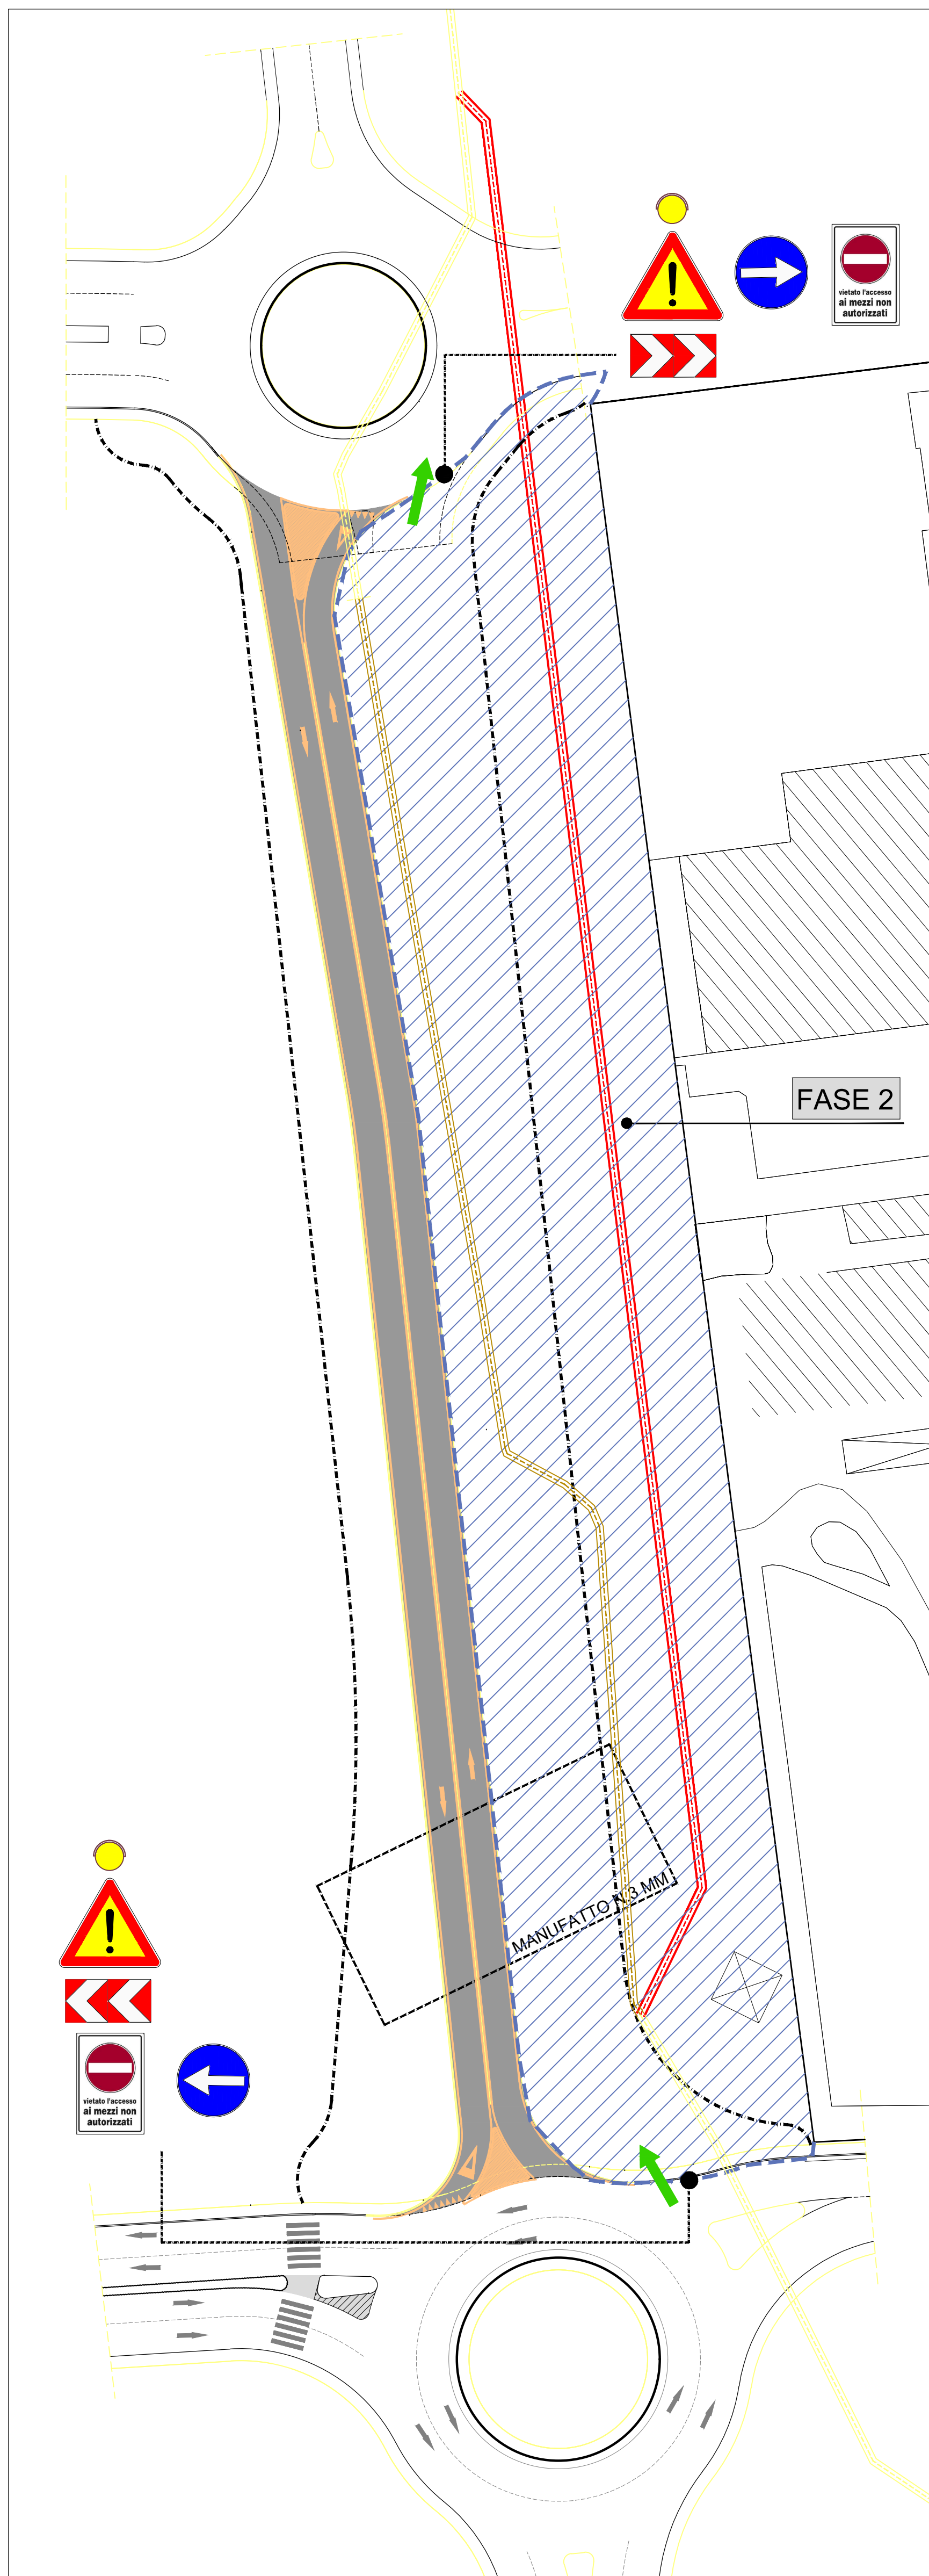 vietato l'accesso
ai mezzi non
autorizzati
FASE 2
MANUFATTO N.3 MM
vietato l'accesso
ai mezzi non
autorizzati